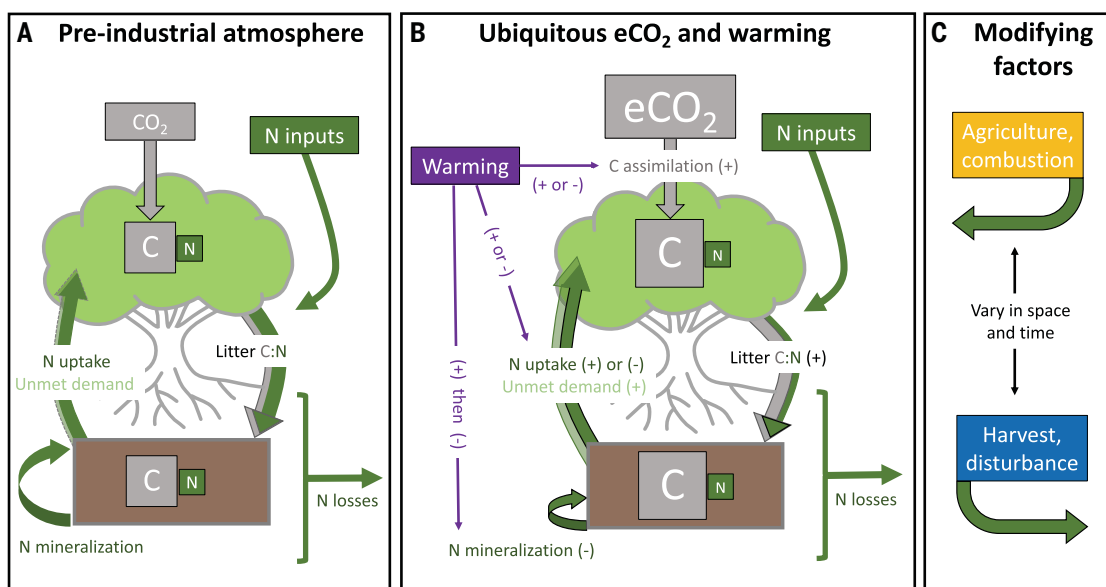 A Pre-industrial atmosphere
CO₂
N inputs
C
N
N uptake
Unmet demand
Litter C:N
C
N
N losses
N mineralization
B Ubiquitous eCO₂ and warming
eCO₂
N inputs
Warming
C assimilation (+)
(+ or -)
(+ or -)
C
N
N uptake (+) or (-)
Unmet demand (+)
Litter C:N (+)
(+) then (-)
C
N
N losses
N mineralization (-)
C Modifying
factors
Agriculture,
combustion
Vary in space
and time
Harvest,
disturbance